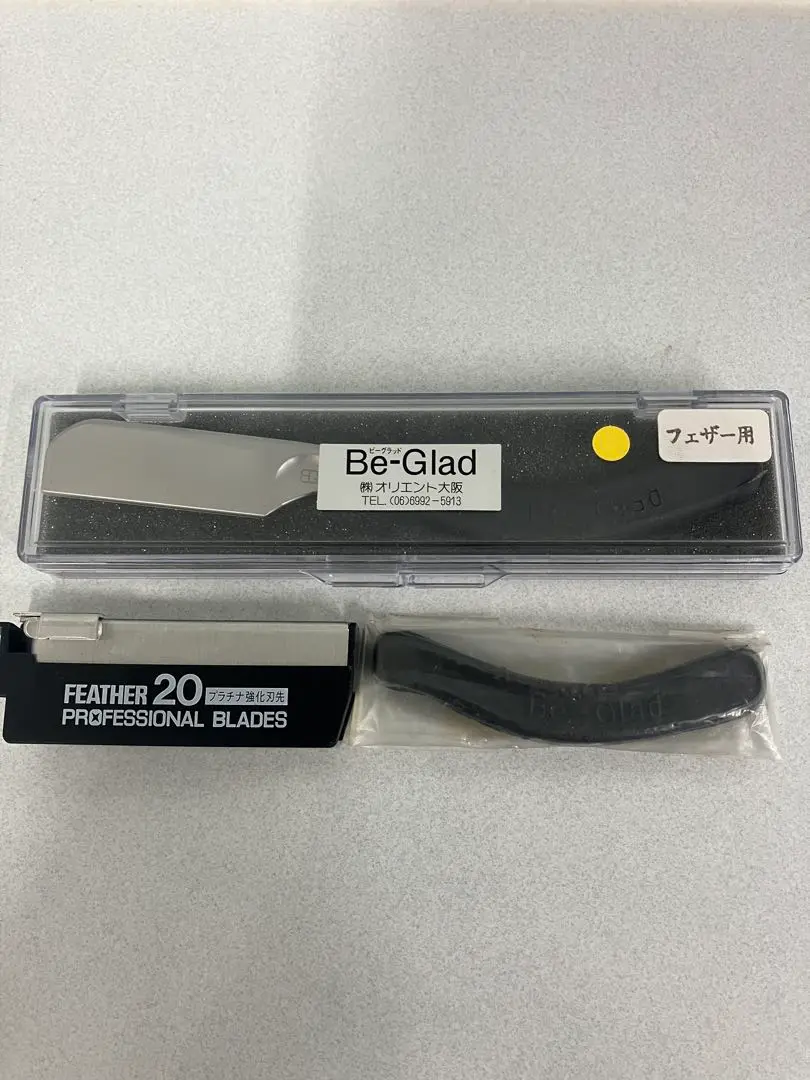 ビーグラッド
Be-Glad
㈱オリエント大阪
TEL.(06)6992-5913
フェザー用
BG
FEATHER 20 プラチナ強化刃先
PROFESSIONAL BLADES
Be-Glad